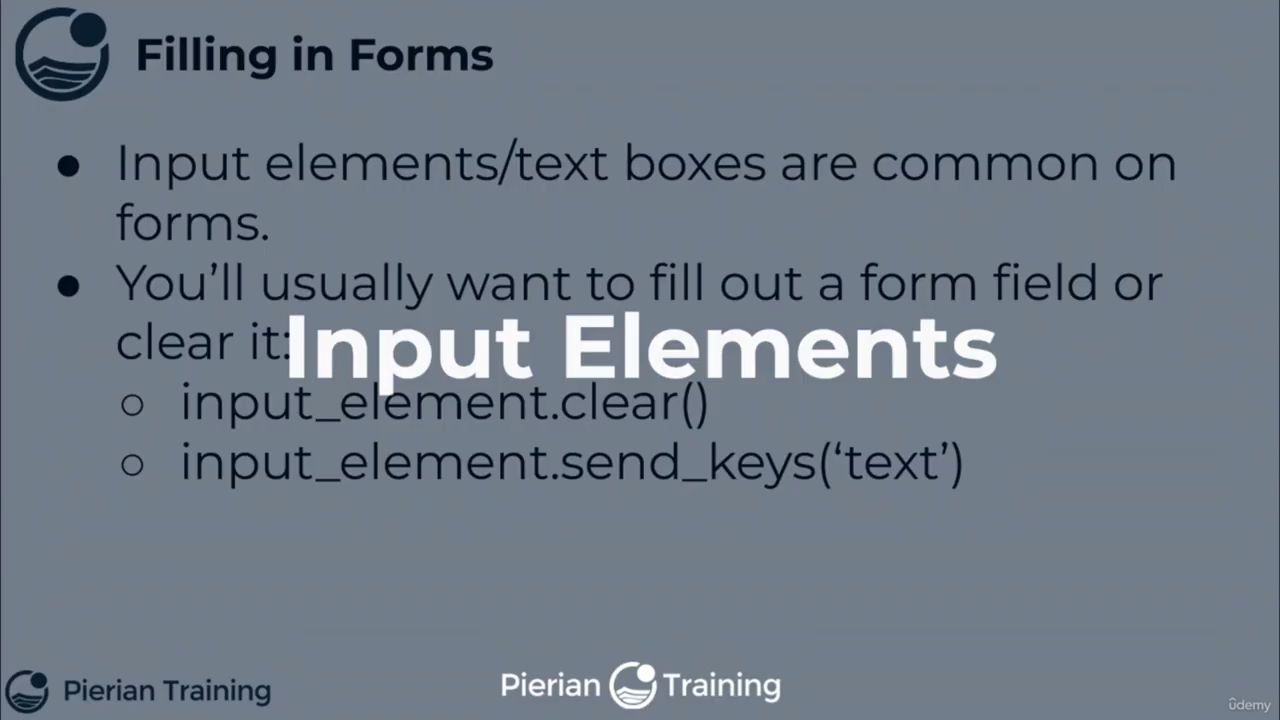 Filling in Forms
● Input elements/text boxes are common on
forms.
● You’ll usually want to fill out a form field or
clear it:
Input Elements
○ input_element.clear()
○ input_element.send_keys(‘text’)
Pierian Training
Pierian Training
ûdemy